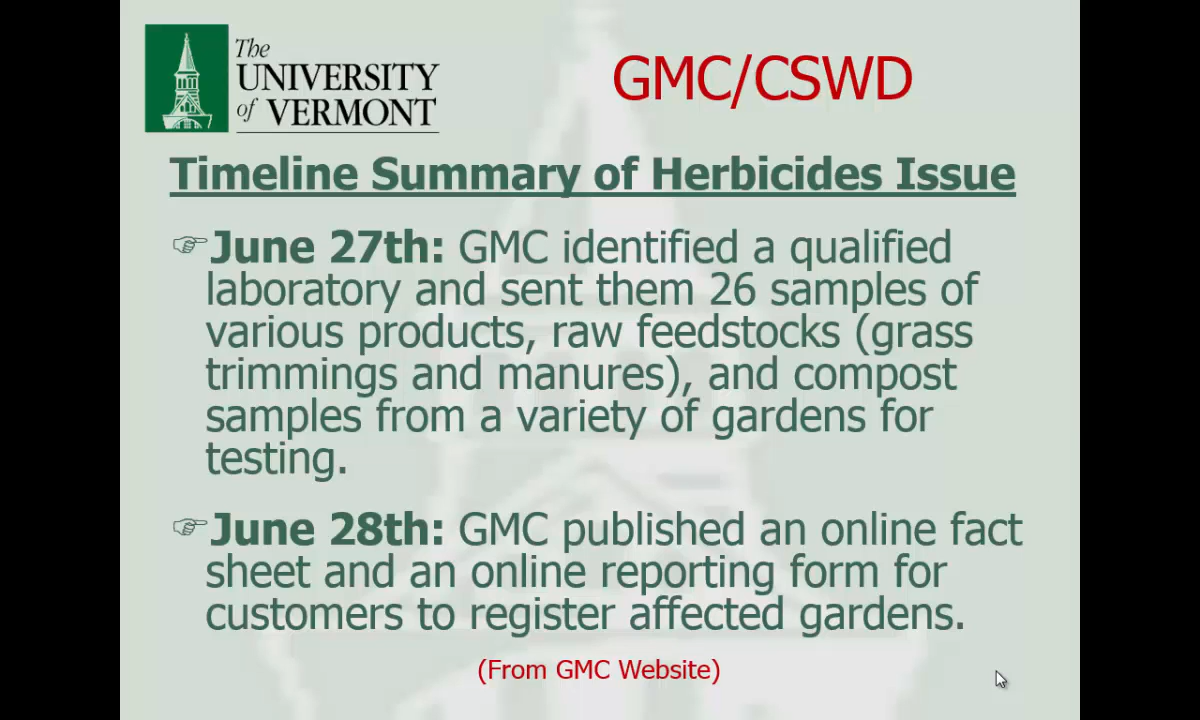 The
UNIVERSITY
of VERMONT
GMC/CSWD
Timeline Summary of Herbicides Issue
☞June 27th: GMC identified a qualified
laboratory and sent them 26 samples of
various products, raw feedstocks (grass
trimmings and manures), and compost
samples from a variety of gardens for
testing.
☞June 28th: GMC published an online fact
sheet and an online reporting form for
customers to register affected gardens.
(From GMC Website)